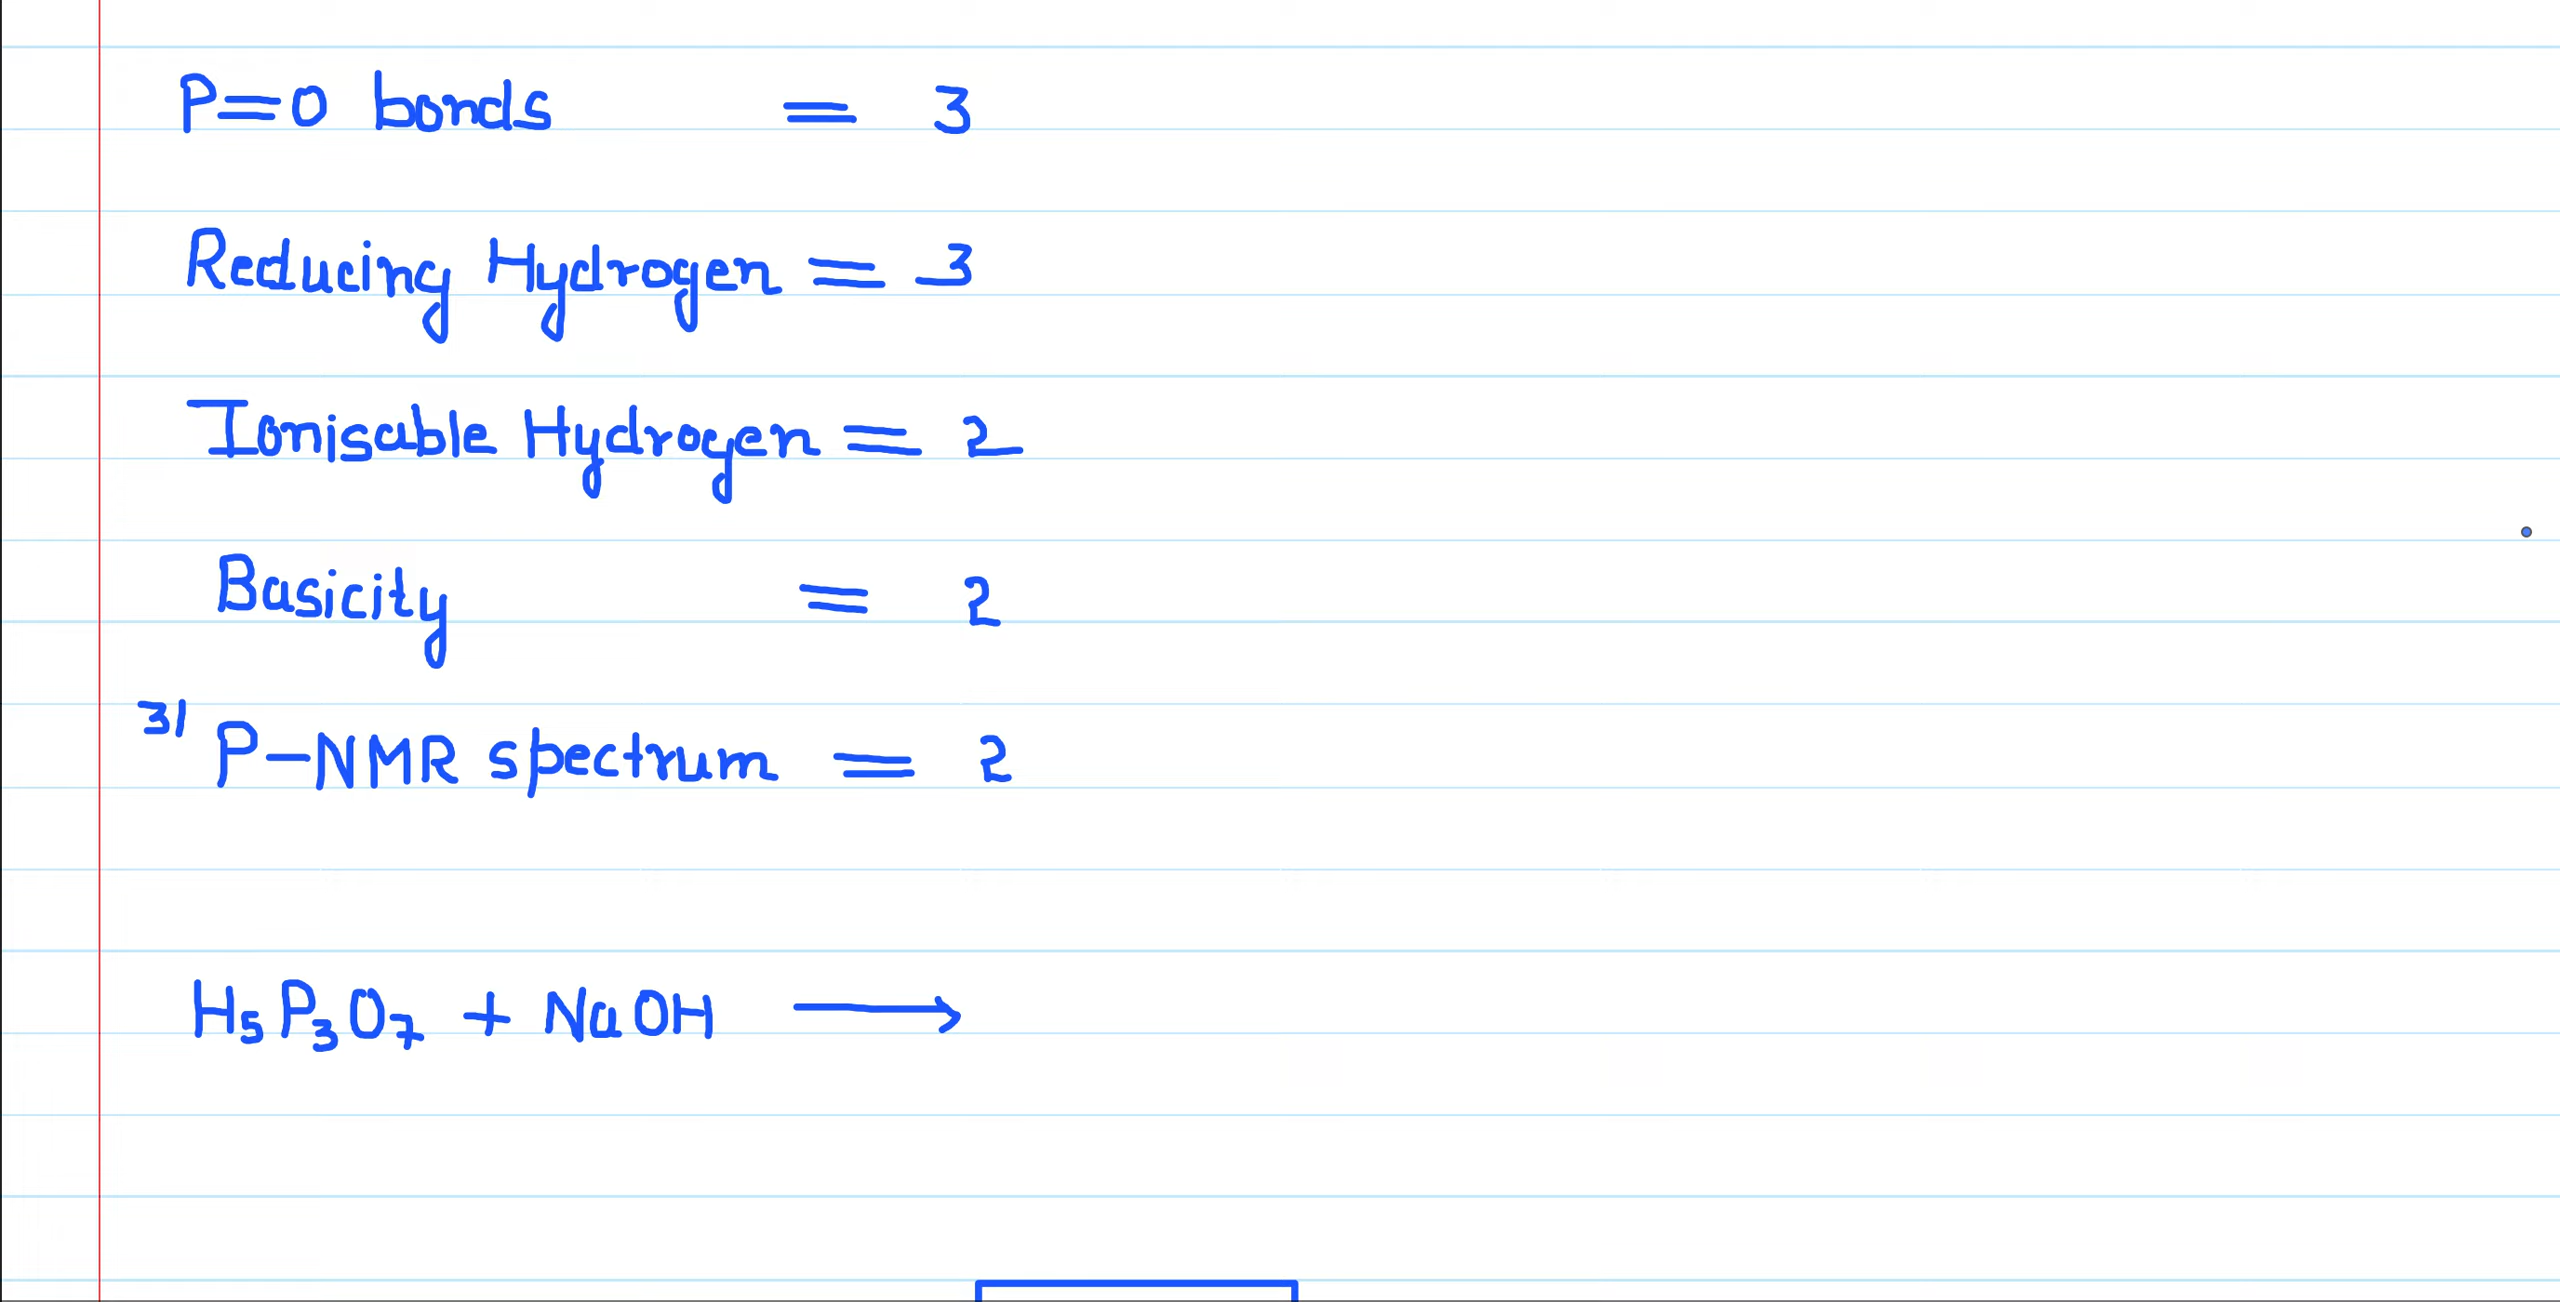 P=O bonds = 3
Reducing Hydrogen = 3
Ionisable Hydrogen = 2
Basicity = 2
³¹P-NMR spectrum = 2
H₅P₃O₇ + NaOH ⟶